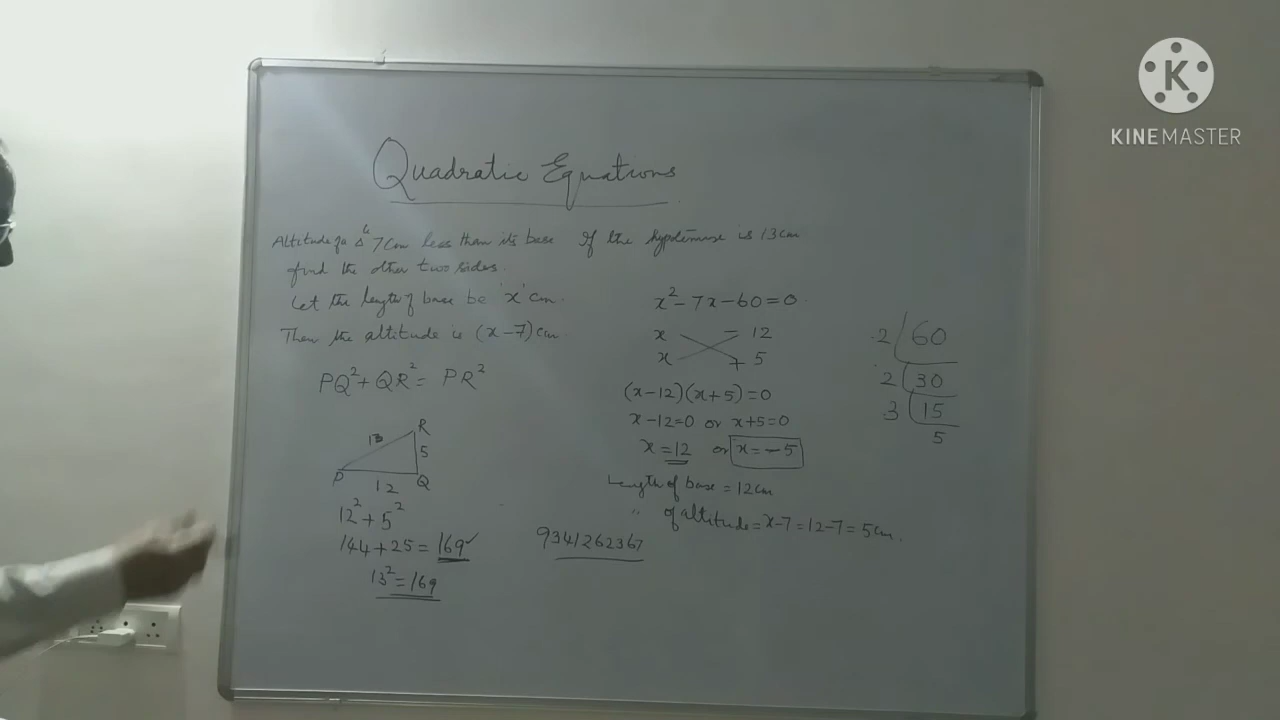 Quadratic Equations
Altitude of a Δ le 7cm less than its base If the hypotenuse is 13cm
find the other two sides.
Let the length of base be 'x' cm.
Then the altitude is (x-7) cm.
PQ² + QR² = PR²
R
13
5
P
12
Q
12² + 5²
144 + 25 = 169 ✓
13² = 169
x² - 7x - 60 = 0
x - 12
x + 5
(x-12)(x+5) = 0
x-12=0 or x+5=0
x = 12 or x = -5
Length of base = 12cm
" of altitude = x-7 = 12-7 = 5cm.
9341262367
2 60
2 30
3 15
5
K
KINEMASTER